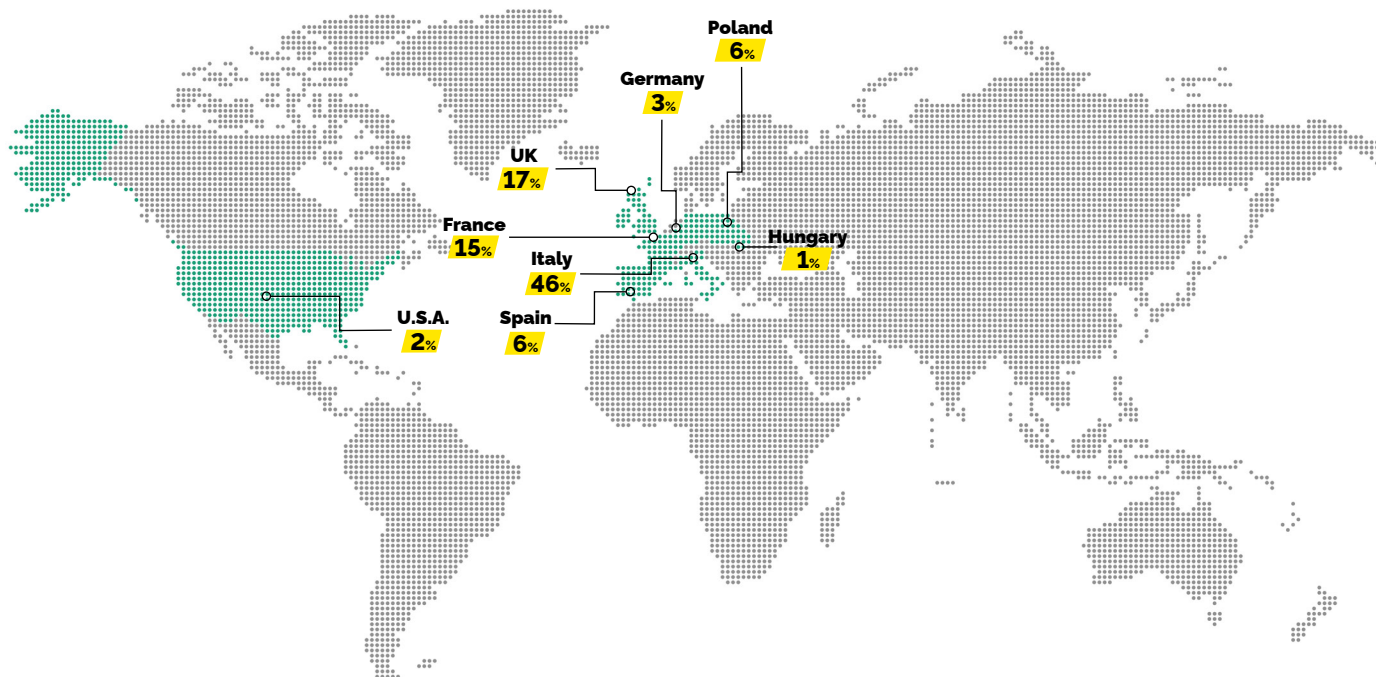 Poland
6%
Germany
3%
UK
17%
France
15%
Hungary
1%
Italy
46%
U.S.A.
2%
Spain
6%